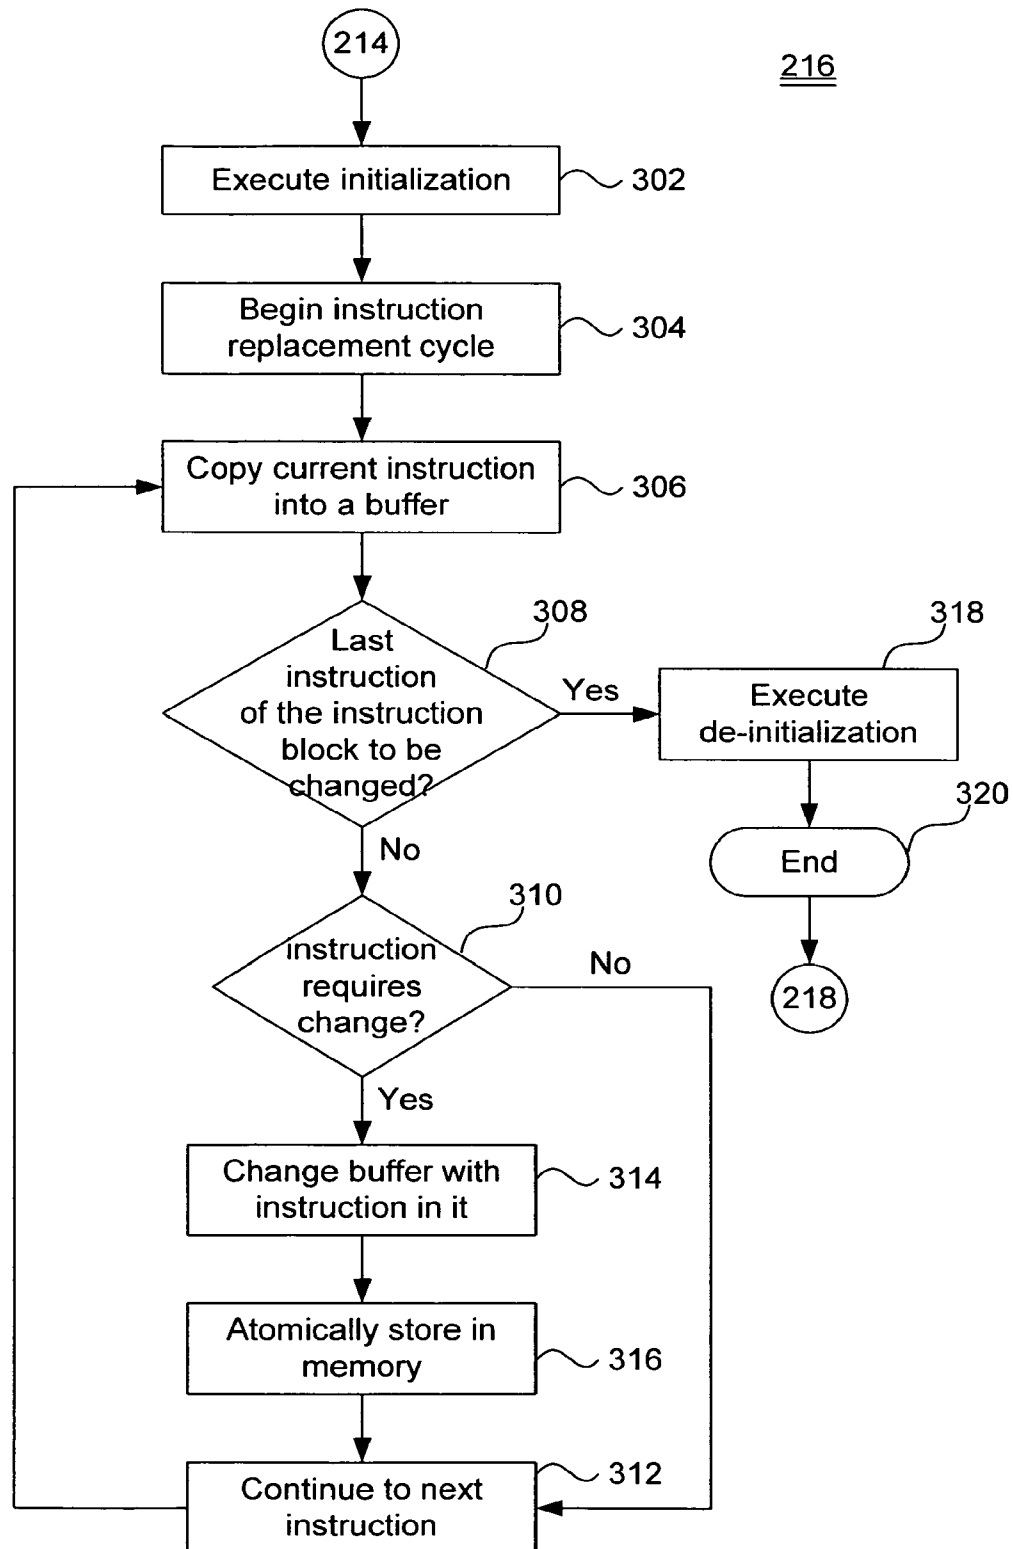 214
216
Execute initialization
302
Begin instruction
replacement cycle
304
Copy current instruction
into a buffer
306
308
Last
instruction
of the instruction
block to be
changed?
Yes
318
Execute
de-initialization
320
End
218
No
310
instruction
requires
change?
No
Yes
Change buffer with
instruction in it
314
Atomically store in
memory
316
Continue to next
instruction
312